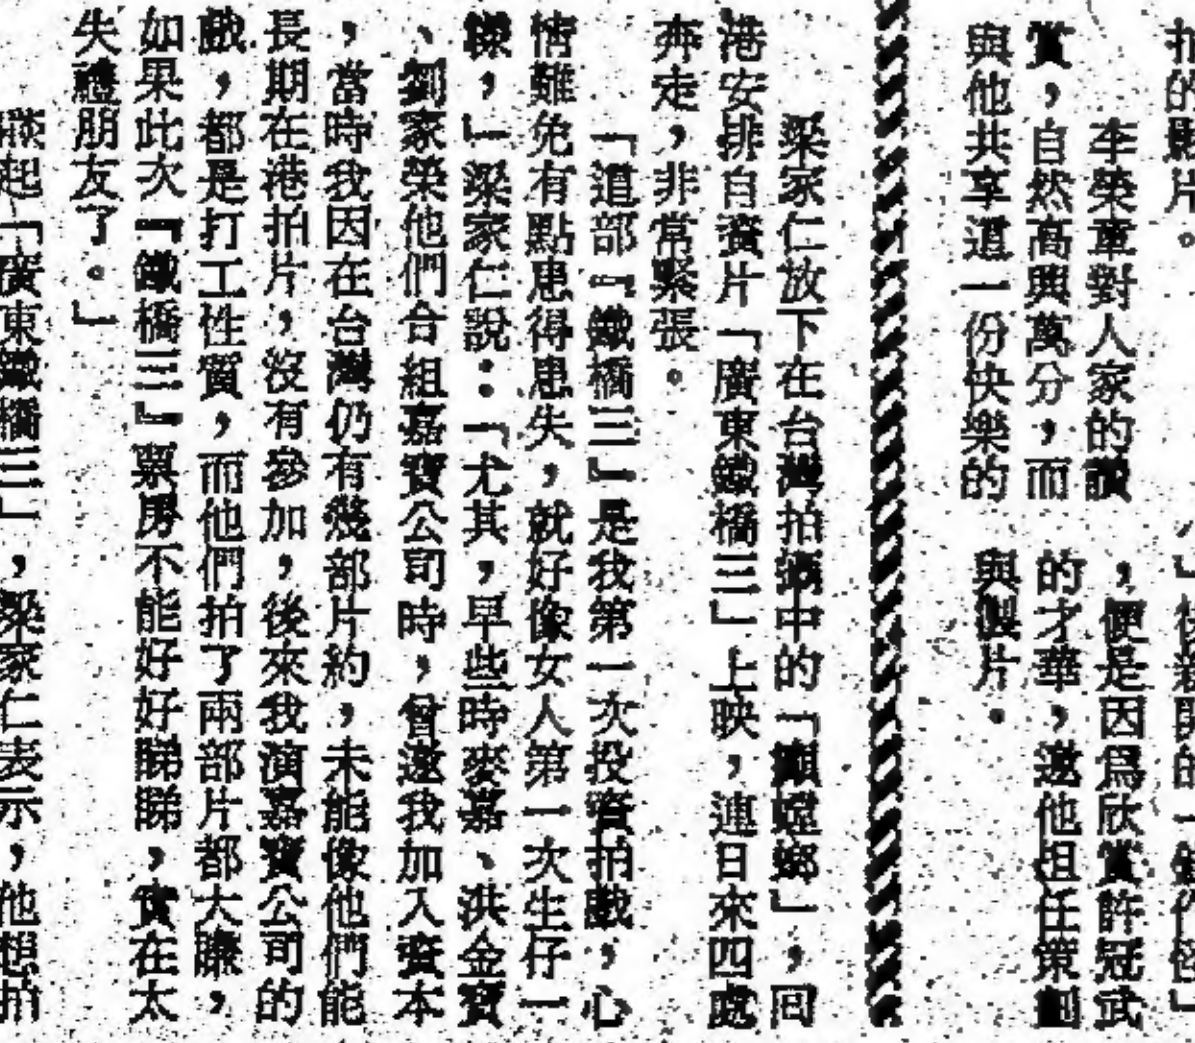 拍的影片。
李榮章對人家的讚
賞,自然高興萬分,而
與他共享這一份快樂的
,便是因為欣賞許冠武
的才華,邀他担任策劃
與製片。
梁家仁放下在台灣拍攝中的「癲螳螂」,回
港安排自資片「廣東鐵橋三」上映,連日來四處
奔走,非常緊張。
「這部『鐵橋三』是我第一次投資拍戲,心
情難免有點患得患失,就好像女人第一次生仔一
樣,」梁家仁說:「尤其,早些時麥嘉、洪金寶
、劉家榮他們合組嘉寶公司時,曾邀我加入資本
,當時我因在台灣仍有幾部片約,未能像他們能
長期在港拍片,沒有參加,後來我演嘉寶公司的
戲,都是打工性質,而他們拍了兩部片都大賺,
如果此次『鐵橋三』票房不能好好睇睇,實在太
失禮朋友了。」
談起「廣東鐵橋三」,梁家仁表示,他想拍